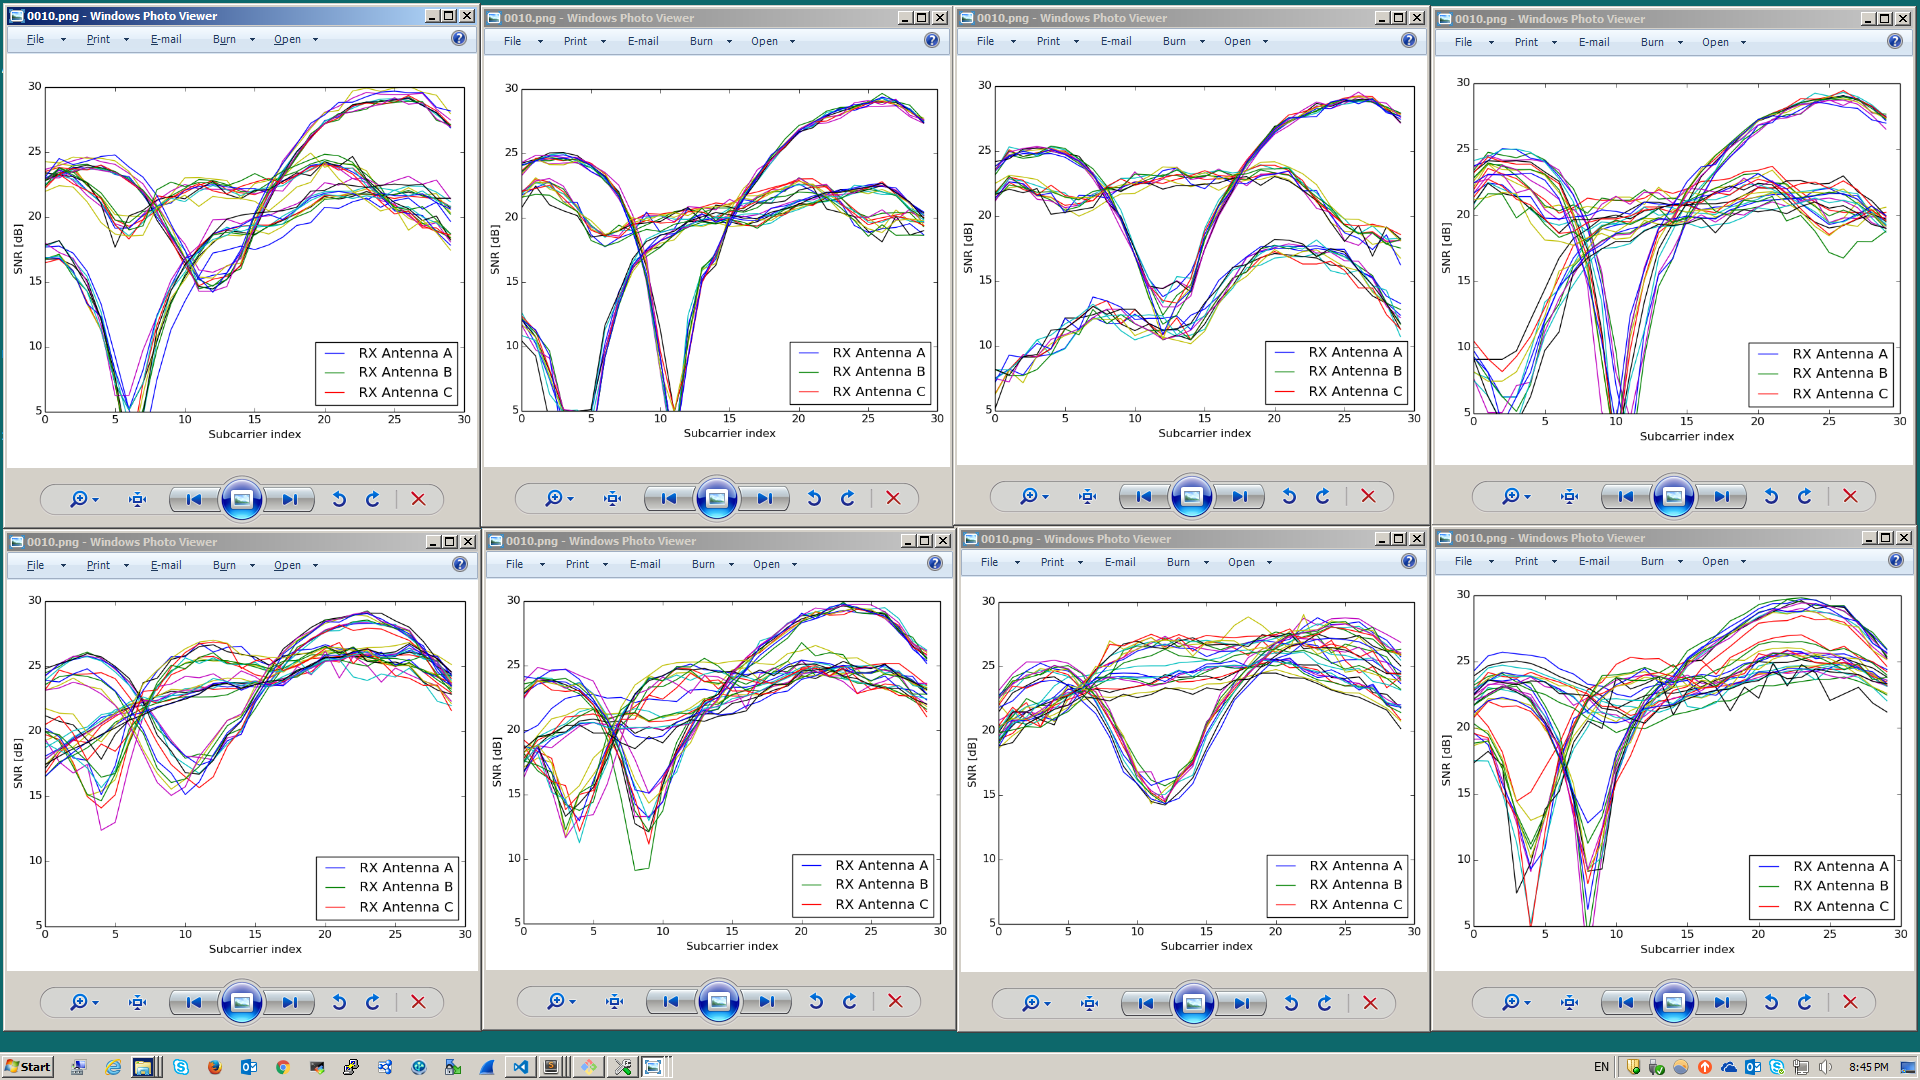 0010.png - Windows Photo Viewer
File Print E-mail Burn Open
30
25
20
15
10
5
0 5 10 15 20 25 30
SNR [dB]
Subcarrier index
RX Antenna A
RX Antenna B
RX Antenna C
0010.png - Windows Photo Viewer
File Print E-mail Burn Open
30
25
20
15
10
5
0 5 10 15 20 25 30
SNR [dB]
Subcarrier index
RX Antenna A
RX Antenna B
RX Antenna C
0010.png - Windows Photo Viewer
File Print E-mail Burn Open
30
25
20
15
10
5
0 5 10 15 20 25 30
SNR [dB]
Subcarrier index
RX Antenna A
RX Antenna B
RX Antenna C
0010.png - Windows Photo Viewer
File Print E-mail Burn Open
30
25
20
15
10
5
0 5 10 15 20 25 30
SNR [dB]
Subcarrier index
RX Antenna A
RX Antenna B
RX Antenna C
0010.png - Windows Photo Viewer
File Print E-mail Burn Open
30
25
20
15
10
5
0 5 10 15 20 25 30
SNR [dB]
Subcarrier index
RX Antenna A
RX Antenna B
RX Antenna C
0010.png - Windows Photo Viewer
File Print E-mail Burn Open
30
25
20
15
10
5
0 5 10 15 20 25 30
SNR [dB]
Subcarrier index
RX Antenna A
RX Antenna B
RX Antenna C
0010.png - Windows Photo Viewer
File Print E-mail Burn Open
30
25
20
15
10
5
0 5 10 15 20 25 30
SNR [dB]
Subcarrier index
RX Antenna A
RX Antenna B
RX Antenna C
0010.png - Windows Photo Viewer
File Print E-mail Burn Open
30
25
20
15
10
5
0 5 10 15 20 25 30
SNR [dB]
Subcarrier index
RX Antenna A
RX Antenna B
RX Antenna C
Start
EN
8:45 PM